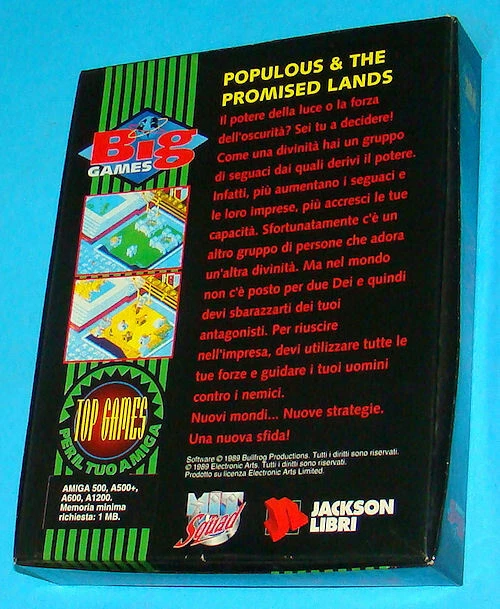 POPULOUS & THE
PROMISED LANDS
Il potere della luce o la forza
dell'oscurità? Sei tu a decidere!
Come una divinità hai un gruppo
di seguaci dai quali derivi il potere.
Infatti, più aumentano i seguaci e
le loro imprese, più accresci le tue
capacità. Sfortunatamente c'è un
altro gruppo di persone che adora
un'altra divinità. Ma nel mondo
non c'è posto per due Dei e quindi
devi sbarazzarti dei tuoi
antagonisti. Per riuscire
nell'impresa, devi utilizzare tutte le
tue forze e guidare i tuoi uomini
contro i nemici.
Nuovi mondi... Nuove strategie.
Una nuova sfida!
Software © 1989 Bullfrog Productions. Tutti i diritti sono riservati.
© 1989 Electronic Arts. Tutti i diritti sono riservati.
Prodotto su licenza Electronic Arts Limited.
Big
GAMES
TOP GAMES
PER IL TUO AMIGA
AMIGA 500, A500+,
A600, A1200.
Memoria minima
richiesta: 1 MB.
Squad
JACKSON
LIBRI